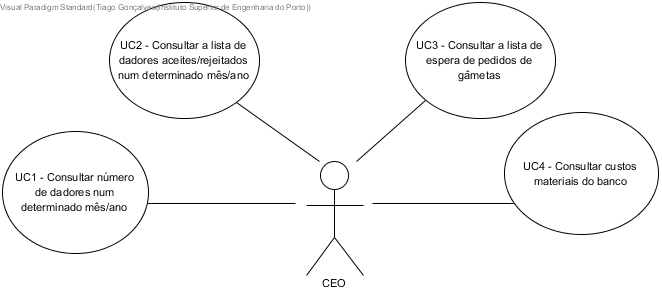 Visual Paradigm Standard(Tiago Gonçalves(Instituto Superior de Engenharia do Porto))
UC2 - Consultar a lista de
dadores aceites/rejeitados
num determinado mês/ano
UC3 - Consultar a lista de
espera de pedidos de
gâmetas
UC1 - Consultar número
de dadores num
determinado mês/ano
UC4 - Consultar custos
materiais do banco
CEO